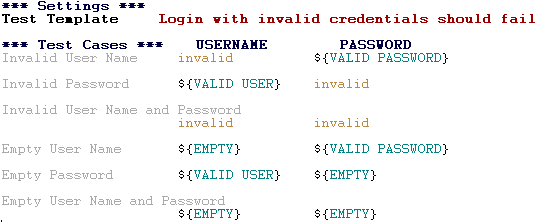 *** Settings ***
Test Template Login with invalid credentials should fail
*** Test Cases *** USERNAME PASSWORD
Invalid User Name invalid ${VALID PASSWORD}
Invalid Password ${VALID USER} invalid
Invalid User Name and Password
invalid invalid
Empty User Name ${EMPTY} ${VALID PASSWORD}
Empty Password ${VALID USER} ${EMPTY}
Empty User Name and Password
${EMPTY} ${EMPTY}